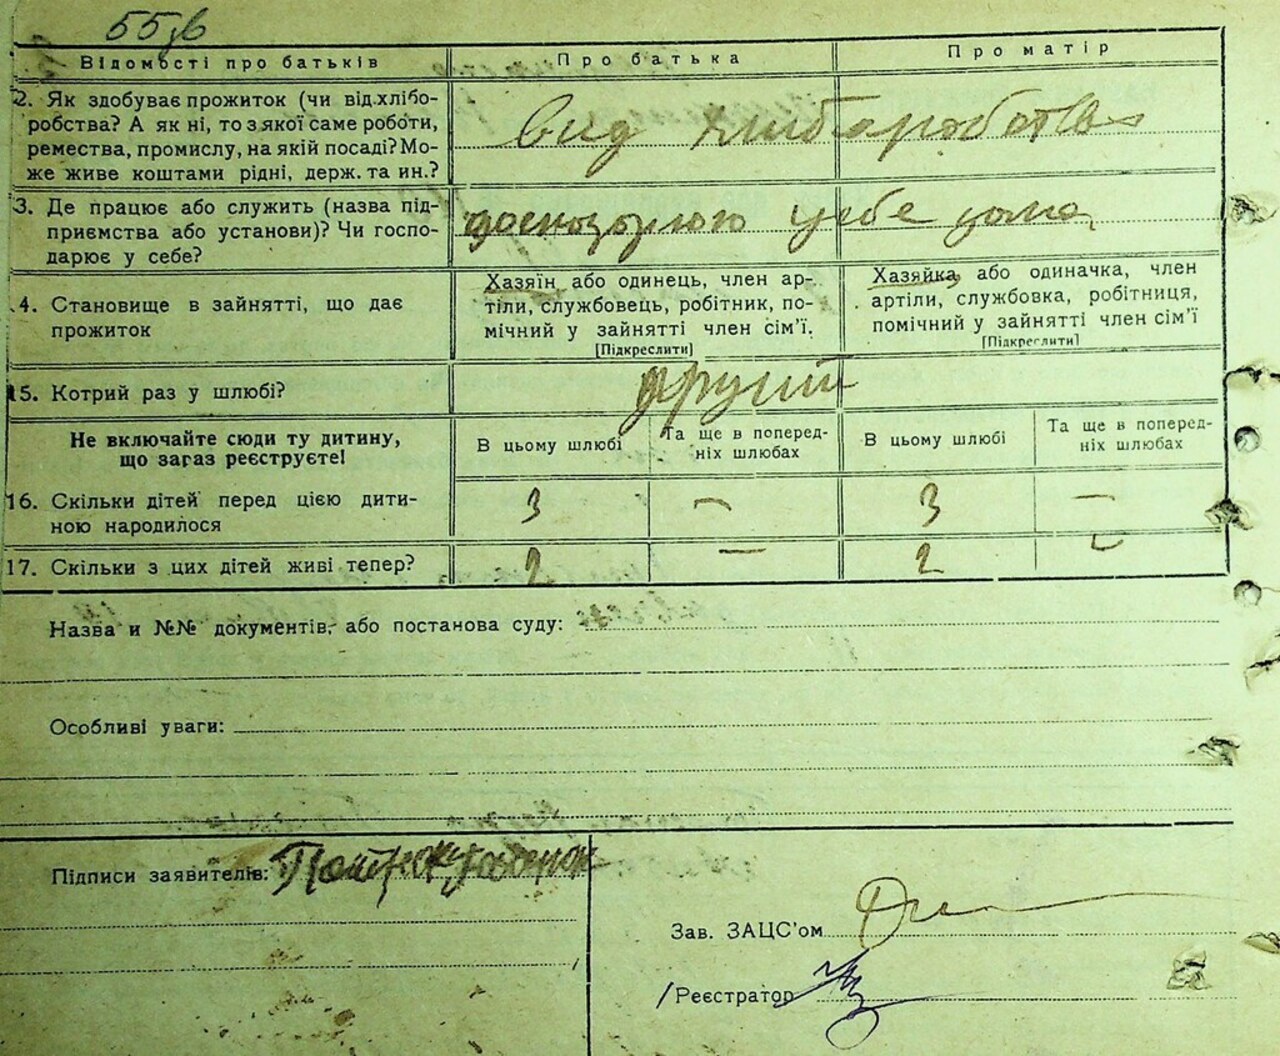 55 зв
Відомості про батьків
Про батька
Про матір
2. Як здобуває прожиток (чи від хлібо-
робства? А як ні, то з якої саме роботи,
ремества, промислу, на якій посаді? Мо-
же живе коштами рідні, держ. та ин.?
вид хлибаробства
3. Де працює або служить (назва під-
приємства або установи)? Чи госпо-
дарює у себе?
у себе дома
4. Становище в зайнятті, що дає
прожиток
Хазяїн або одинець, член ар-
тіли, службовець, робітник, по-
мічний у зайнятті член сім'ї.
[Підкреслити]
Хазяйка або одиначка, член
артіли, службовка, робітниця,
помічний у зайнятті член сім'ї
[Підкреслити]
15. Котрий раз у шлюбі?
другий
Не включайте сюди ту дитину,
що загаз реєструєте!
В цьому шлюбі
Та ще в поперед-
ніх шлюбах
В цьому шлюбі
Та ще в поперед-
ніх шлюбах
16. Скільки дітей перед цією дити-
ною народилося
3 — 3 —
17. Скільки з цих дітей живі тепер?
2 — 2 —
Назва и №№ документів, або постанова суду:
Особливі уваги:
Підписи заявителів:
Зав. ЗАЦС'ом
Реєстратор